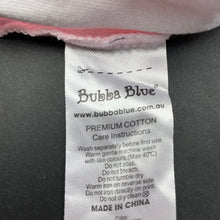 Bubba Blue®
www.bubbablue.com.au
PREMIUM COTTON
Care Instructions
Wash separately before first use.
Warm gentle machine wash
with like colours. (Max 40°C)
Do not soak.
Do not bleach.
Do not tumble dry.
Warm iron on reverse.
Do not iron directly on print.
Do not dry clean.
MADE IN CHINA